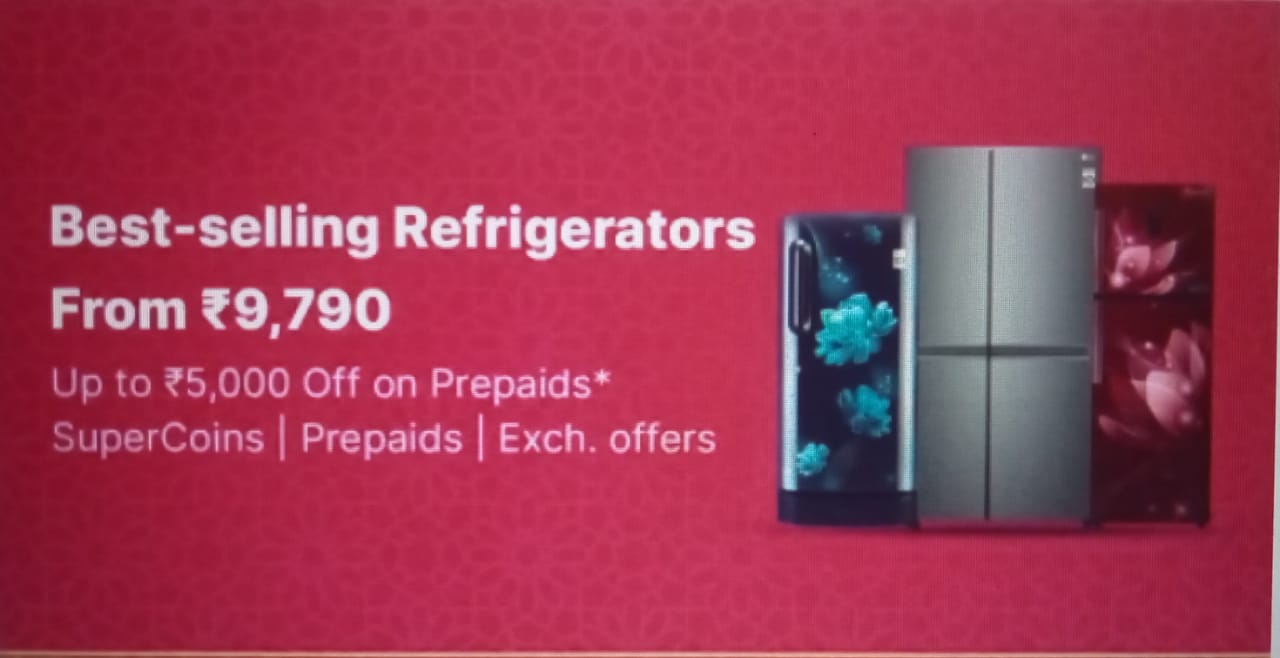 Best-selling Refrigerators
From ₹9,790
Up to ₹5,000 Off on Prepaids*
SuperCoins | Prepaids | Exch. offers